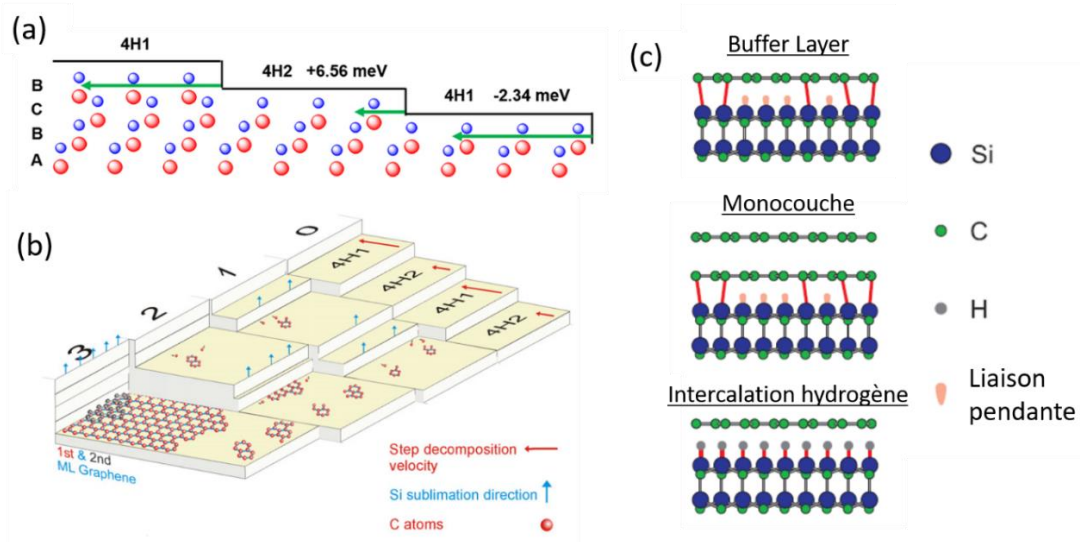 (a)
4H1
4H2 +6.56 meV
4H1 -2.34 meV
B
C
B
A
(b)
0
1
2
3
4H1
4H2
4H1
4H2
1st & 2nd
ML Graphene
Step decomposition
velocity
Si sublimation direction
C atoms
(c)
Buffer Layer
Monocouche
Intercalation hydrogène
Si
C
H
Liaison
pendante